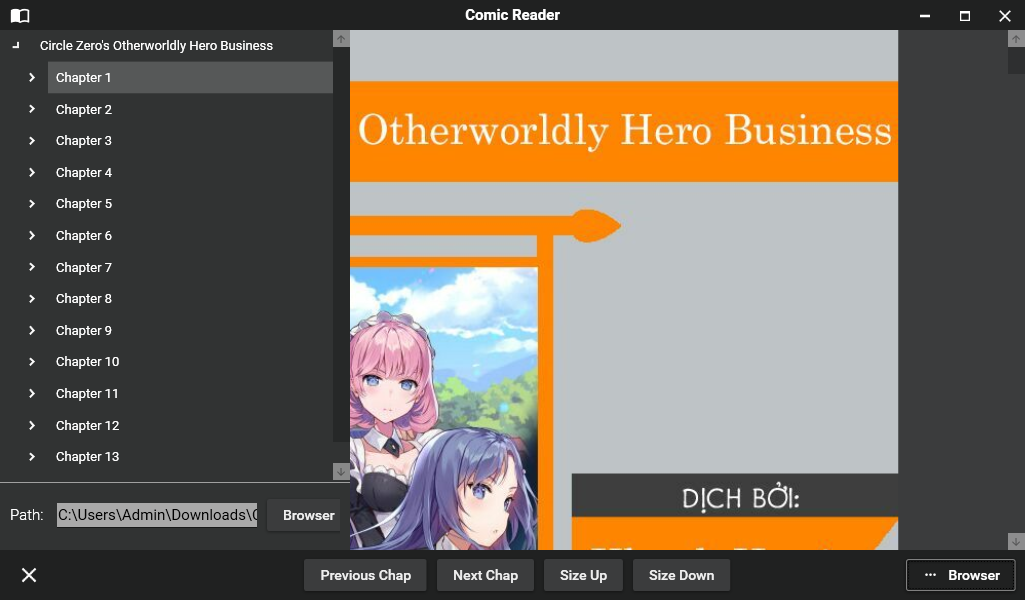 Comic Reader
Circle Zero's Otherworldly Hero Business
Chapter 1
Chapter 2
Chapter 3
Chapter 4
Chapter 5
Chapter 6
Chapter 7
Chapter 8
Chapter 9
Chapter 10
Chapter 11
Chapter 12
Chapter 13
Path:
C:\Users\Admin\Downloads\
Browser
Otherworldly Hero Business
DỊCH BỞI:
Previous Chap
Next Chap
Size Up
Size Down
Browser